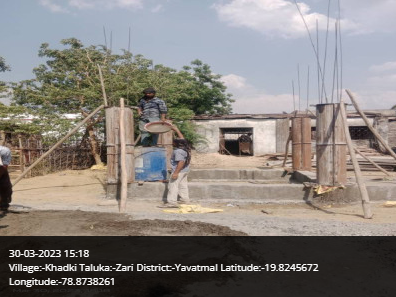 30-03-2023 15:18
Village:-Khadki Taluka:-Zari District:-Yavatmal Latitude:-19.8245672
Longitude:-78.8738261